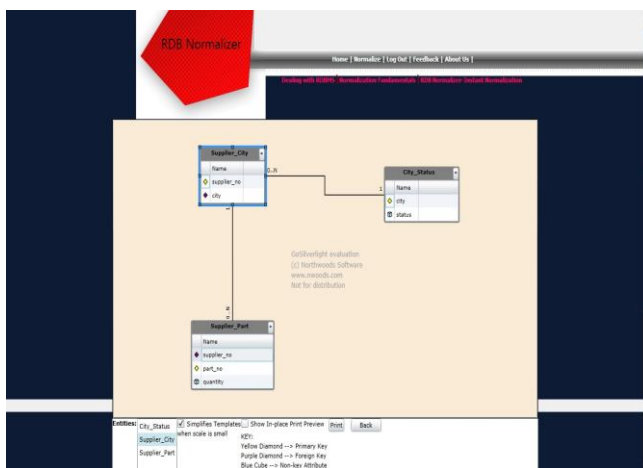 RDB Normalizer
Home | Normalize | Log Out | Feedback | About Us |
Dealing with RDBMS | Normalization Fundamentals | RDB Normalizer Instant Normalization
Supplier_City
Name
supplier_no
city
0..N
1
City_Status
Name
city
status
1
GoSilverlight evaluation
(c) Northwoods Software
www.nwoods.com
Not for distribution
Supplier_Part
Name
supplier_no
part_no
quantity
Entities:
City_Status
Supplier_City
Supplier_Part
Simplifies Templates
when scale is small
Show In-place Print Preview
Print
Back
KEY:
Yellow Diamond --> Primary Key
Purple Diamond --> Foreign Key
Blue Cube --> Non-key Attribute